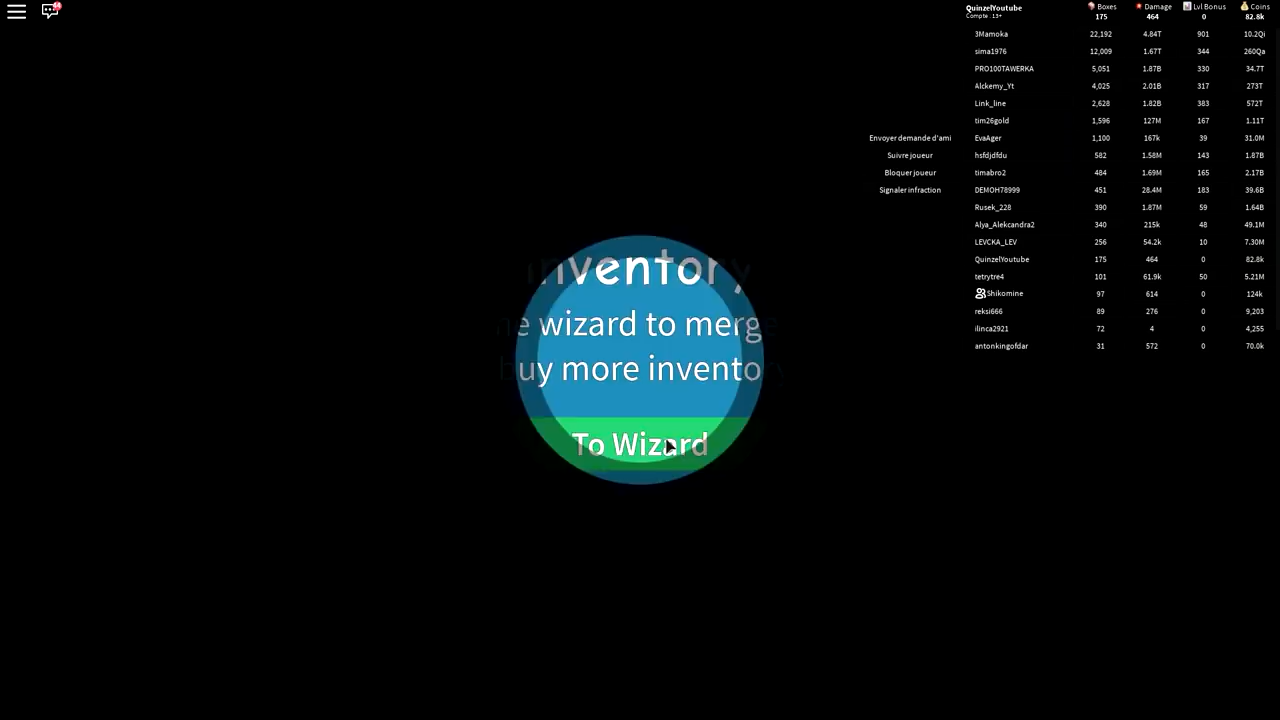 64
QuinzelYoutube
Compte : 13+
Boxes Damage Lvl Bonus Coins
175 464 0 82.8k
3Mamoka 22,192 4.84T 901 10.2Qi
sima1976 12,009 1.67T 344 260Qa
PRO100TAWERKA 5,051 1.87B 330 34.7T
Alckemy_Yt 4,025 2.01B 317 273T
Link_line 2,628 1.82B 383 572T
tim26gold 1,596 127M 167 1.11T
Envoyer demande d'ami EvaAger 1,100 167k 39 31.0M
Suivre joueur hsfdjdfdu 582 1.58M 143 1.87B
Bloquer joueur timabro2 484 1.69M 165 2.17B
Signaler infraction DEMOH78999 451 28.4M 183 39.6B
Rusek_228 390 1.87M 59 1.64B
Alya_Alekcandra2 340 215k 48 49.1M
LEVCKA_LEV 256 54.2k 10 7.30M
QuinzelYoutube 175 464 0 82.8k
tetrytre4 101 61.9k 50 5.21M
Shikomine 97 614 0 124k
reksi666 89 276 0 9,203
ilinca2921 72 4 0 4,255
antonkingofdar 31 572 0 70.0k
inventory
e wizard to merge
buy more inventory
To Wizard